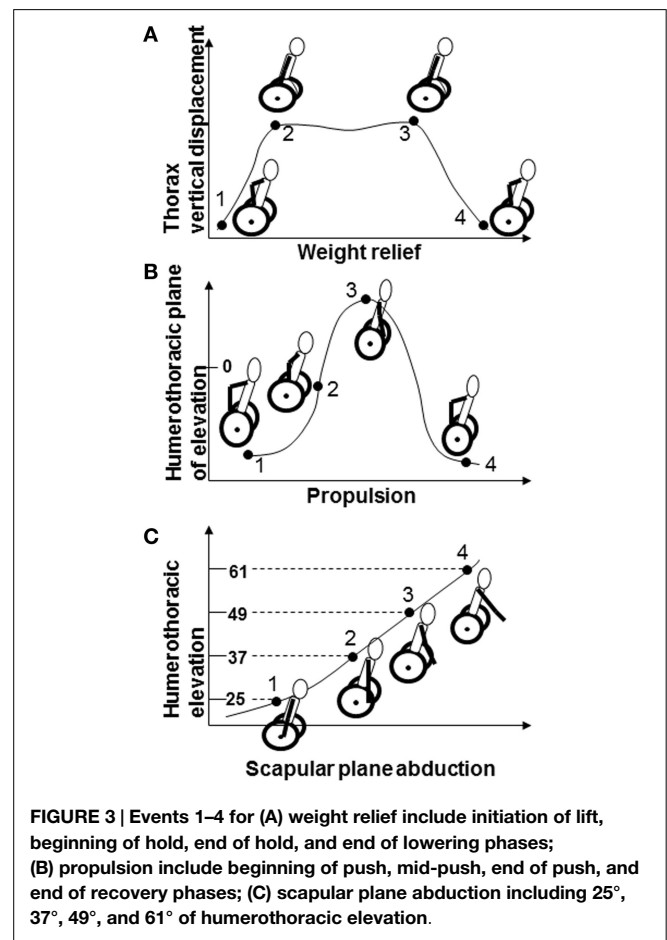 A
Thorax
vertical displacement
1
2
3
4
Weight relief
B
Humerothoracic plane
of elevation
0
1
2
3
4
Propulsion
C
Humerothoracic
elevation
61
49
37
25
1
2
3
4
Scapular plane abduction
FIGURE 3 | Events 1–4 for (A) weight relief include initiation of lift,
beginning of hold, end of hold, and end of lowering phases;
(B) propulsion include beginning of push, mid-push, end of push, and
end of recovery phases; (C) scapular plane abduction including 25°,
37°, 49°, and 61° of humerothoracic elevation.